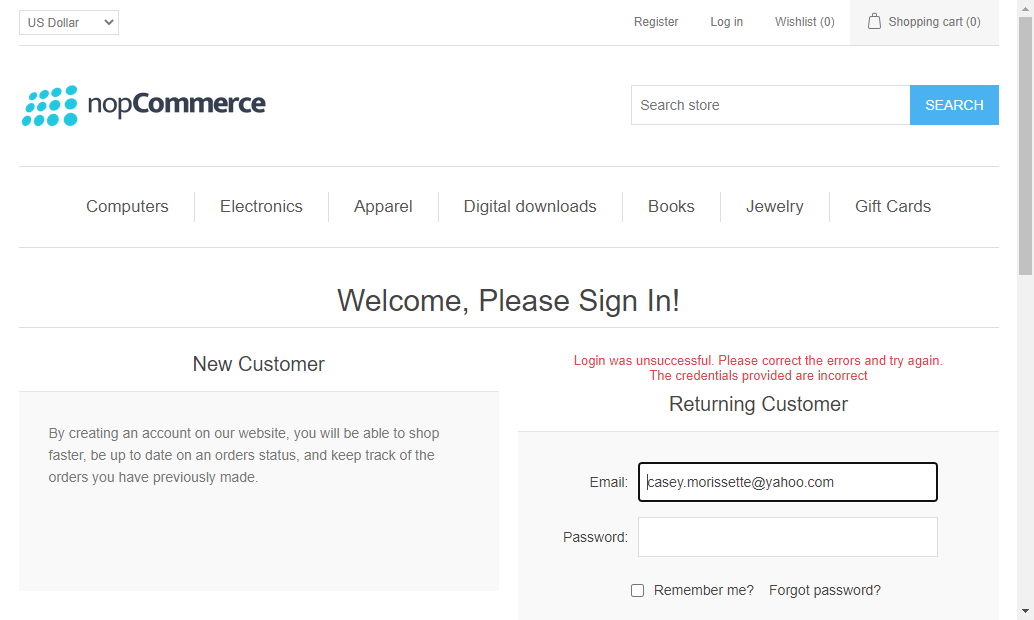 US Dollar
Register
Log in
Wishlist (0)
Shopping cart (0)
nopCommerce
Search store
SEARCH
Computers
Electronics
Apparel
Digital downloads
Books
Jewelry
Gift Cards
Welcome, Please Sign In!
New Customer
By creating an account on our website, you will be able to shop
faster, be up to date on an orders status, and keep track of the
orders you have previously made.
Login was unsuccessful. Please correct the errors and try again.
The credentials provided are incorrect
Returning Customer
Email:
casey.morissette@yahoo.com
Password:
Remember me?
Forgot password?